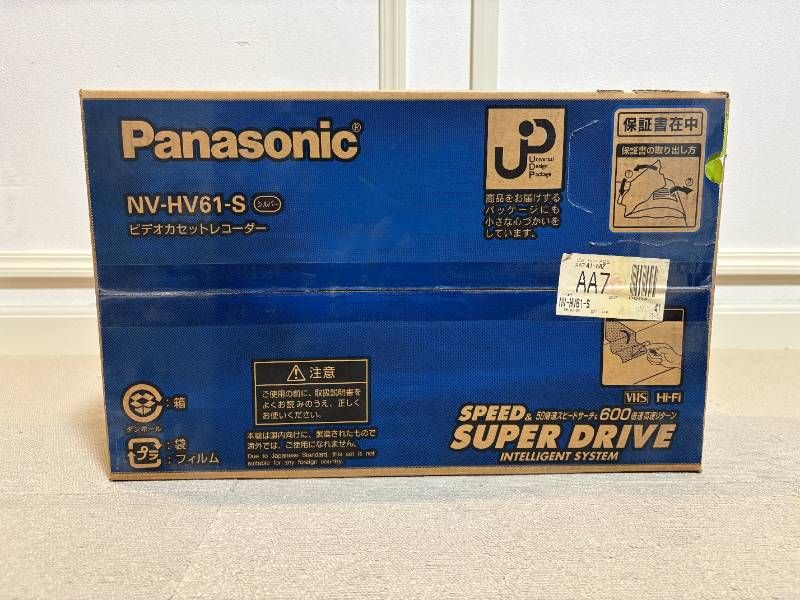 Panasonic®
NV-HV61-S シルバー
ビデオカセットレコーダー
UD
Universal
Design
Package
商品をお届けする
パッケージにも
小さな心づかいを
しています。
保証書在中
保証書の取り出し方
AA7
NV-HV61-S
41
注意
ご使用の前に、取扱説明書を
よくお読みのうえ、正しく
お使いください。
本機は国内向けに、製造されたもので
海外では、ご使用になれません。
Due to Japanese Standard, this set is not
suitable for any foreign country.
:箱
ダンボール
プラ
:袋
:フィルム
VHS Hi-Fi
SPEED & 50倍速スピードサーチ& 600倍速高速リターン
SUPER DRIVE
INTELLIGENT SYSTEM